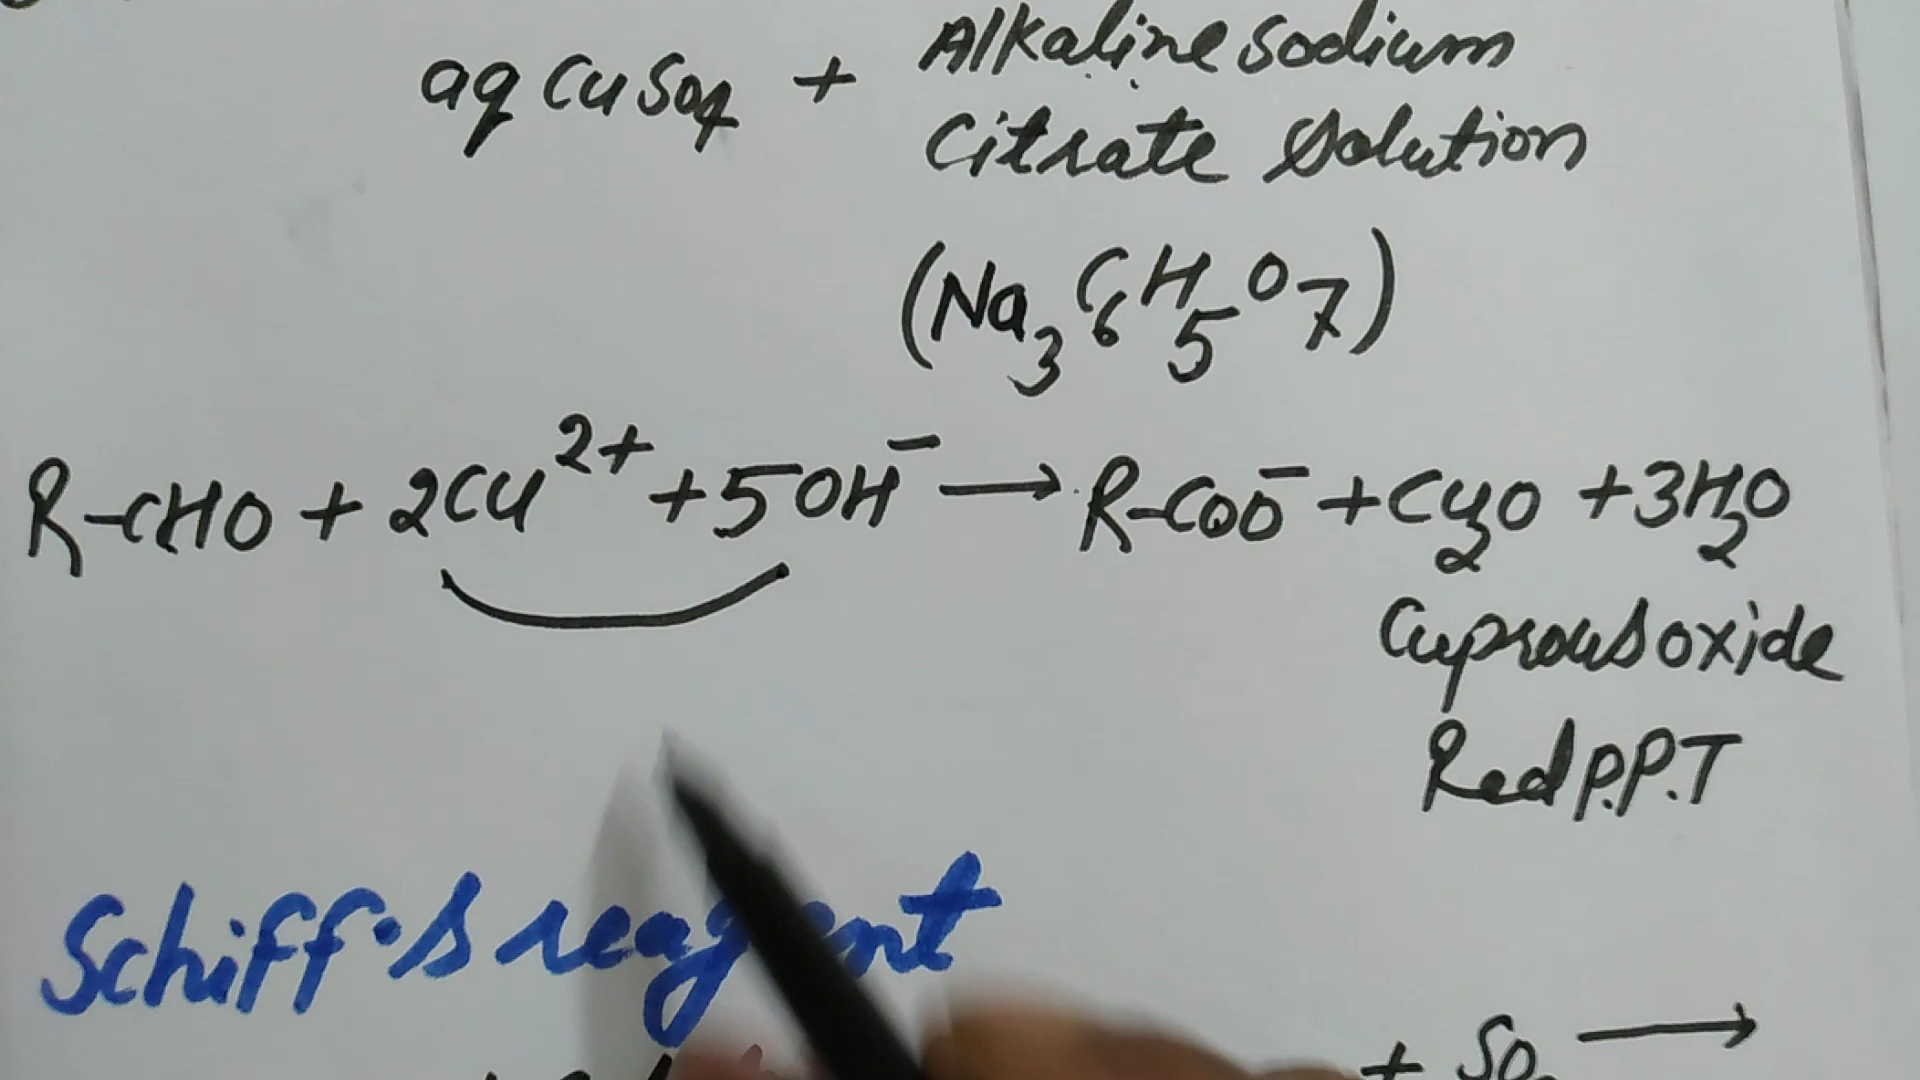 aq CuSO4 + Alkaline sodium
Citrate solution
(Na3C6H5O7)
R-CHO + 2Cu2+ + 5OH− → R-COO− + Cu2O + 3H2O
Cuprous oxide
Red P.P.T
Schiff's reagent
+ SO2 →